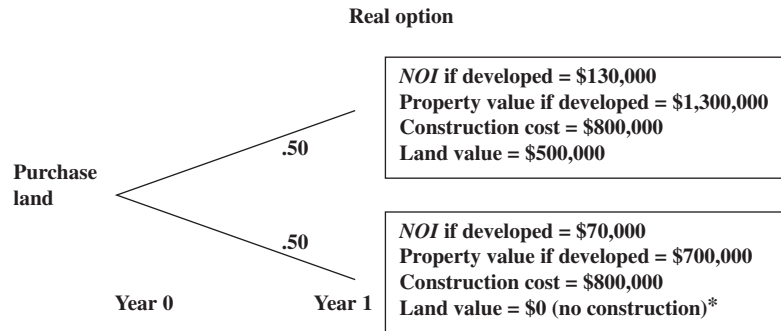 Real option
NOI if developed = $130,000
Property value if developed = $1,300,000
Construction cost = $800,000
Land value = $500,000
.50
Purchase
land
.50
NOI if developed = $70,000
Property value if developed = $700,000
Construction cost = $800,000
Land value = $0 (no construction)*
Year 0 Year 1